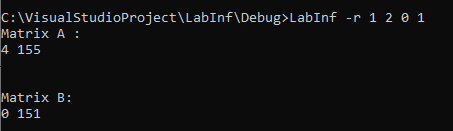 C:\VisualStudioProject\LabInf\Debug>LabInf -r 1 2 0 1
Matrix A :
4 155
Matrix B:
0 151